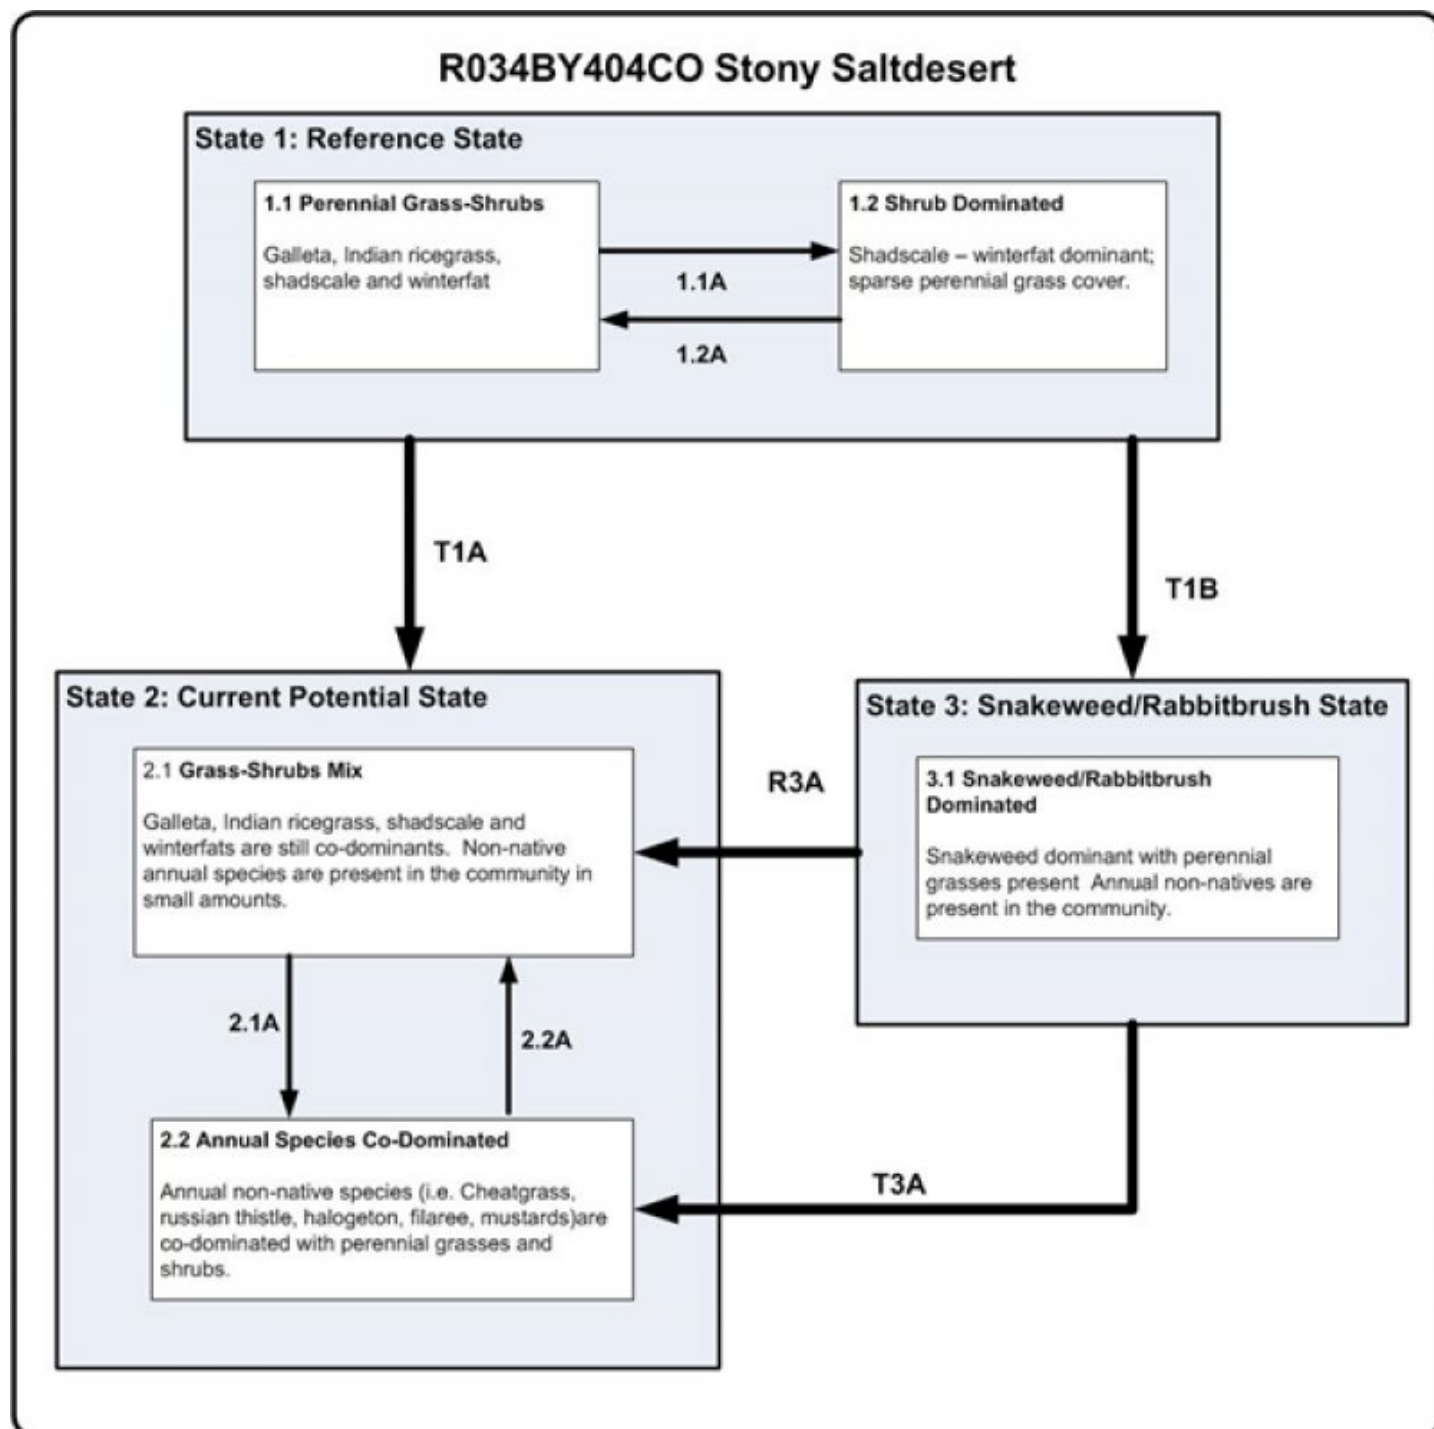 R034BY404CO Stony Saltdesert
State 1: Reference State
1.1 Perennial Grass-Shrubs
Galleta, Indian ricegrass,
shadscale and winterfat
1.1A
1.2A
1.2 Shrub Dominated
Shadscale – winterfat dominant;
sparse perennial grass cover.
T1A
T1B
State 2: Current Potential State
2.1 Grass-Shrubs Mix
Galleta, Indian ricegrass, shadscale and
winterfats are still co-dominants. Non-native
annual species are present in the community in
small amounts.
2.1A
2.2A
2.2 Annual Species Co-Dominated
Annual non-native species (i.e. Cheatgrass,
russian thistle, halogeton, filaree, mustards)are
co-dominated with perennial grasses and
shrubs.
R3A
State 3: Snakeweed/Rabbitbrush State
3.1 Snakeweed/Rabbitbrush
Dominated
Snakeweed dominant with perennial
grasses present Annual non-natives are
present in the community.
T3A